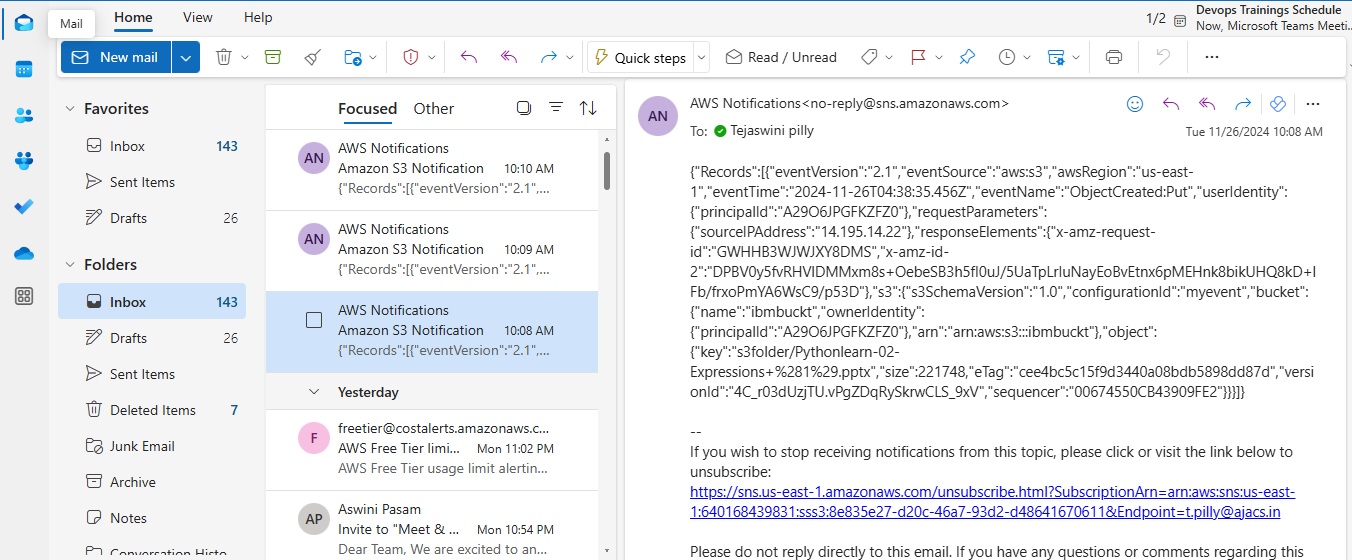 Mail
Home View Help
1/2 Devops Trainings Schedule
Now, Microsoft Teams Meeti...
New mail
Quick steps
Read / Unread
Favorites
Inbox 143
Sent Items
Drafts 26
Folders
Inbox 143
Drafts 26
Sent Items
Deleted Items 7
Junk Email
Archive
Notes
Conversation Histo
Focused Other
AN
AWS Notifications
Amazon S3 Notification 10:10 AM
{"Records":[{"eventVersion":"2.1",...
AN
AWS Notifications
Amazon S3 Notification 10:09 AM
{"Records":[{"eventVersion":"2.1",...
AWS Notifications
Amazon S3 Notification 10:08 AM
{"Records":[{"eventVersion":"2.1",...
Yesterday
F
freetier@costalerts.amazonaws.c...
AWS Free Tier limi... Mon 11:02 PM
AWS Free Tier usage limit alertin...
AP
Aswini Pasam
Invite to "Meet & ... Mon 10:54 PM
Dear Team, We are excited to an...
AN
AWS Notifications<no-reply@sns.amazonaws.com>
To: Tejaswini pilly
Tue 11/26/2024 10:08 AM
{"Records":[{"eventVersion":"2.1","eventSource":"aws:s3","awsRegion":"us-east-
1","eventTime":"2024-11-26T04:38:35.456Z","eventName":"ObjectCreated:Put","userIdentity":
{"principalId":"A29O6JPGFKZFZ0"},"requestParameters":
{"sourceIPAddress":"14.195.14.22"},"responseElements":{"x-amz-request-
id":"GWHHB3WJWJXY8DMS","x-amz-id-
2":"DPBV0y5fvRHVIDMMxm8s+OebeSB3h5fl0uJ/5UaTpLrIuNayEoBvEtnx6pMEHnk8bikUHQ8kD+I
Fb/frxoPmYA6WsC9/p53D"},"s3":{"s3SchemaVersion":"1.0","configurationId":"myevent","bucket":
{"name":"ibmbuckt","ownerIdentity":
{"principalId":"A29O6JPGFKZFZ0"},"arn":"arn:aws:s3:::ibmbuckt"},"object":
{"key":"s3folder/Pythonlearn-02-
Expressions+%281%29.pptx","size":221748,"eTag":"cee4bc5c15f9d3440a08bdb5898dd87d","versi
onId":"4C_r03dUzjTU.vPgZDqRySkrwCLS_9xV","sequencer":"00674550CB43909FE2"}}}]}
--
If you wish to stop receiving notifications from this topic, please click or visit the link below to
unsubscribe:
https://sns.us-east-1.amazonaws.com/unsubscribe.html?SubscriptionArn=arn:aws:sns:us-east-
1:640168439831:sss3:8e835e27-d20c-46a7-93d2-d48641670611&Endpoint=t.pilly@ajacs.in
Please do not reply directly to this email. If you have any questions or comments regarding this